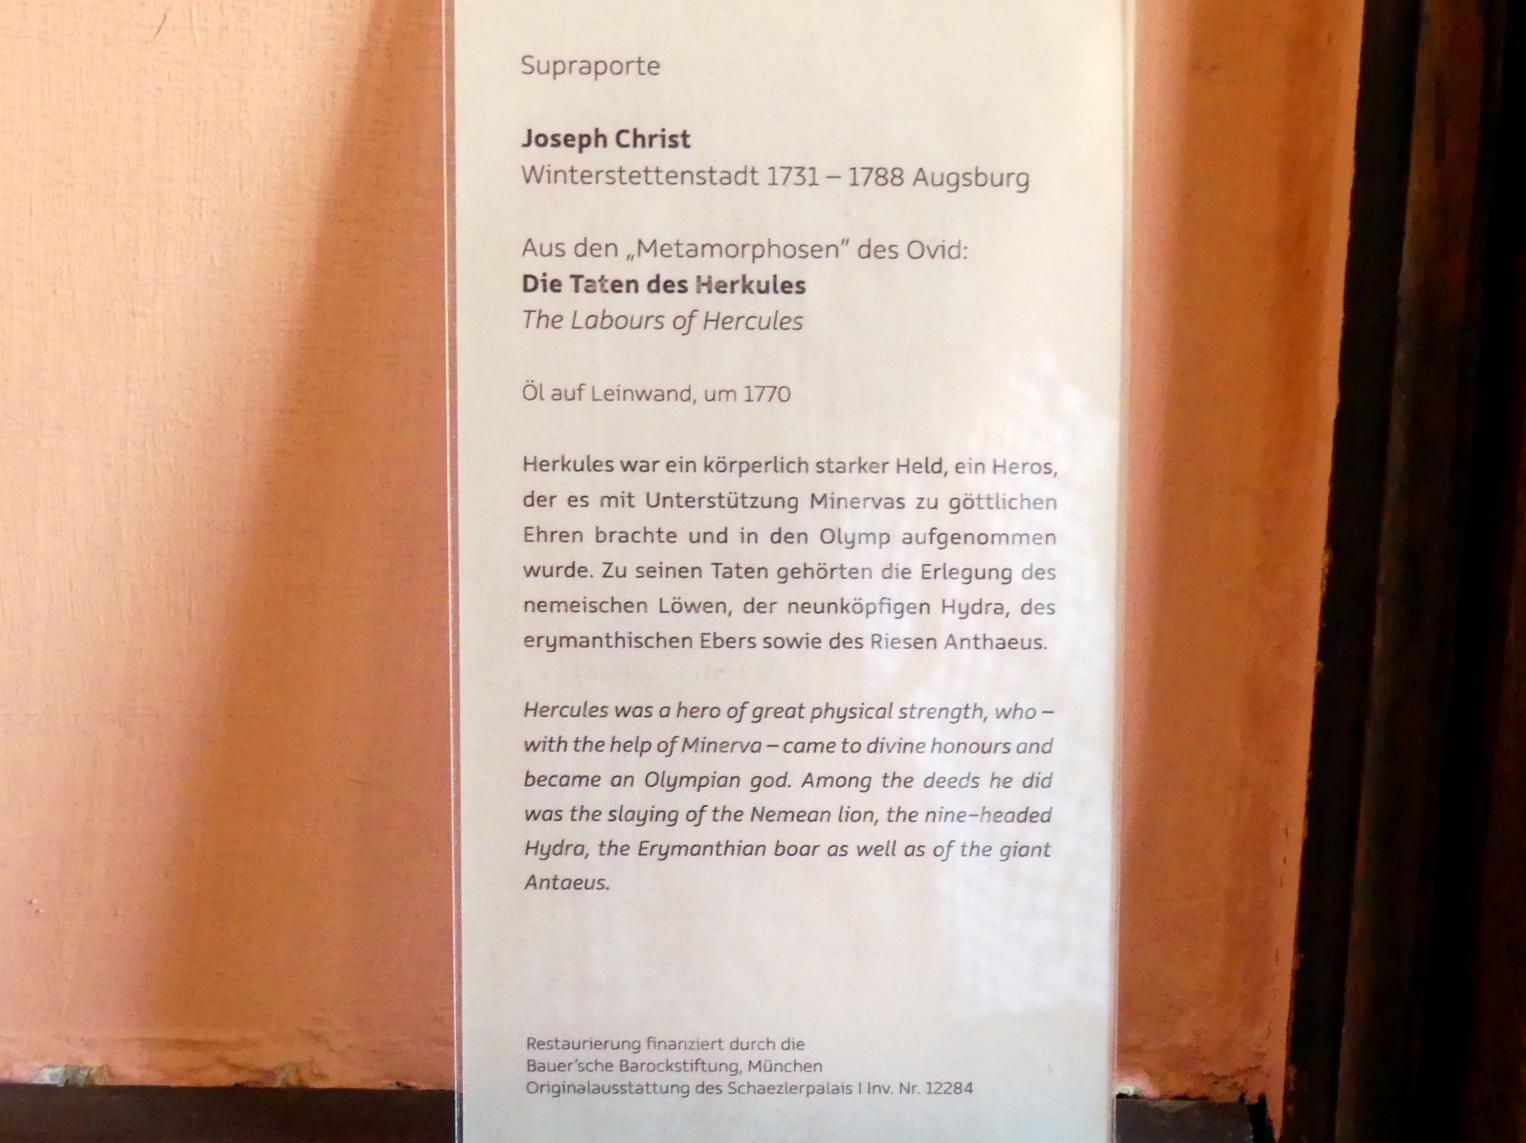 Supraporte
Joseph Christ
Winterstettenstadt 1731 – 1788 Augsburg
Aus den „Metamorphosen” des Ovid:
Die Taten des Herkules
The Labours of Hercules
Öl auf Leinwand, um 1770
Herkules war ein körperlich starker Held, ein Heros,
der es mit Unterstützung Minervas zu göttlichen
Ehren brachte und in den Olymp aufgenommen
wurde. Zu seinen Taten gehörten die Erlegung des
nemeischen Löwen, der neunköpfigen Hydra, des
erymanthischen Ebers sowie des Riesen Anthaeus.
Hercules was a hero of great physical strength, who –
with the help of Minerva – came to divine honours and
became an Olympian god. Among the deeds he did
was the slaying of the Nemean lion, the nine-headed
Hydra, the Erymanthian boar as well as of the giant
Antaeus.
Restaurierung finanziert durch die
Bauer'sche Barockstiftung, München
Originalausstattung des Schaezlerpalais I Inv. Nr. 12284